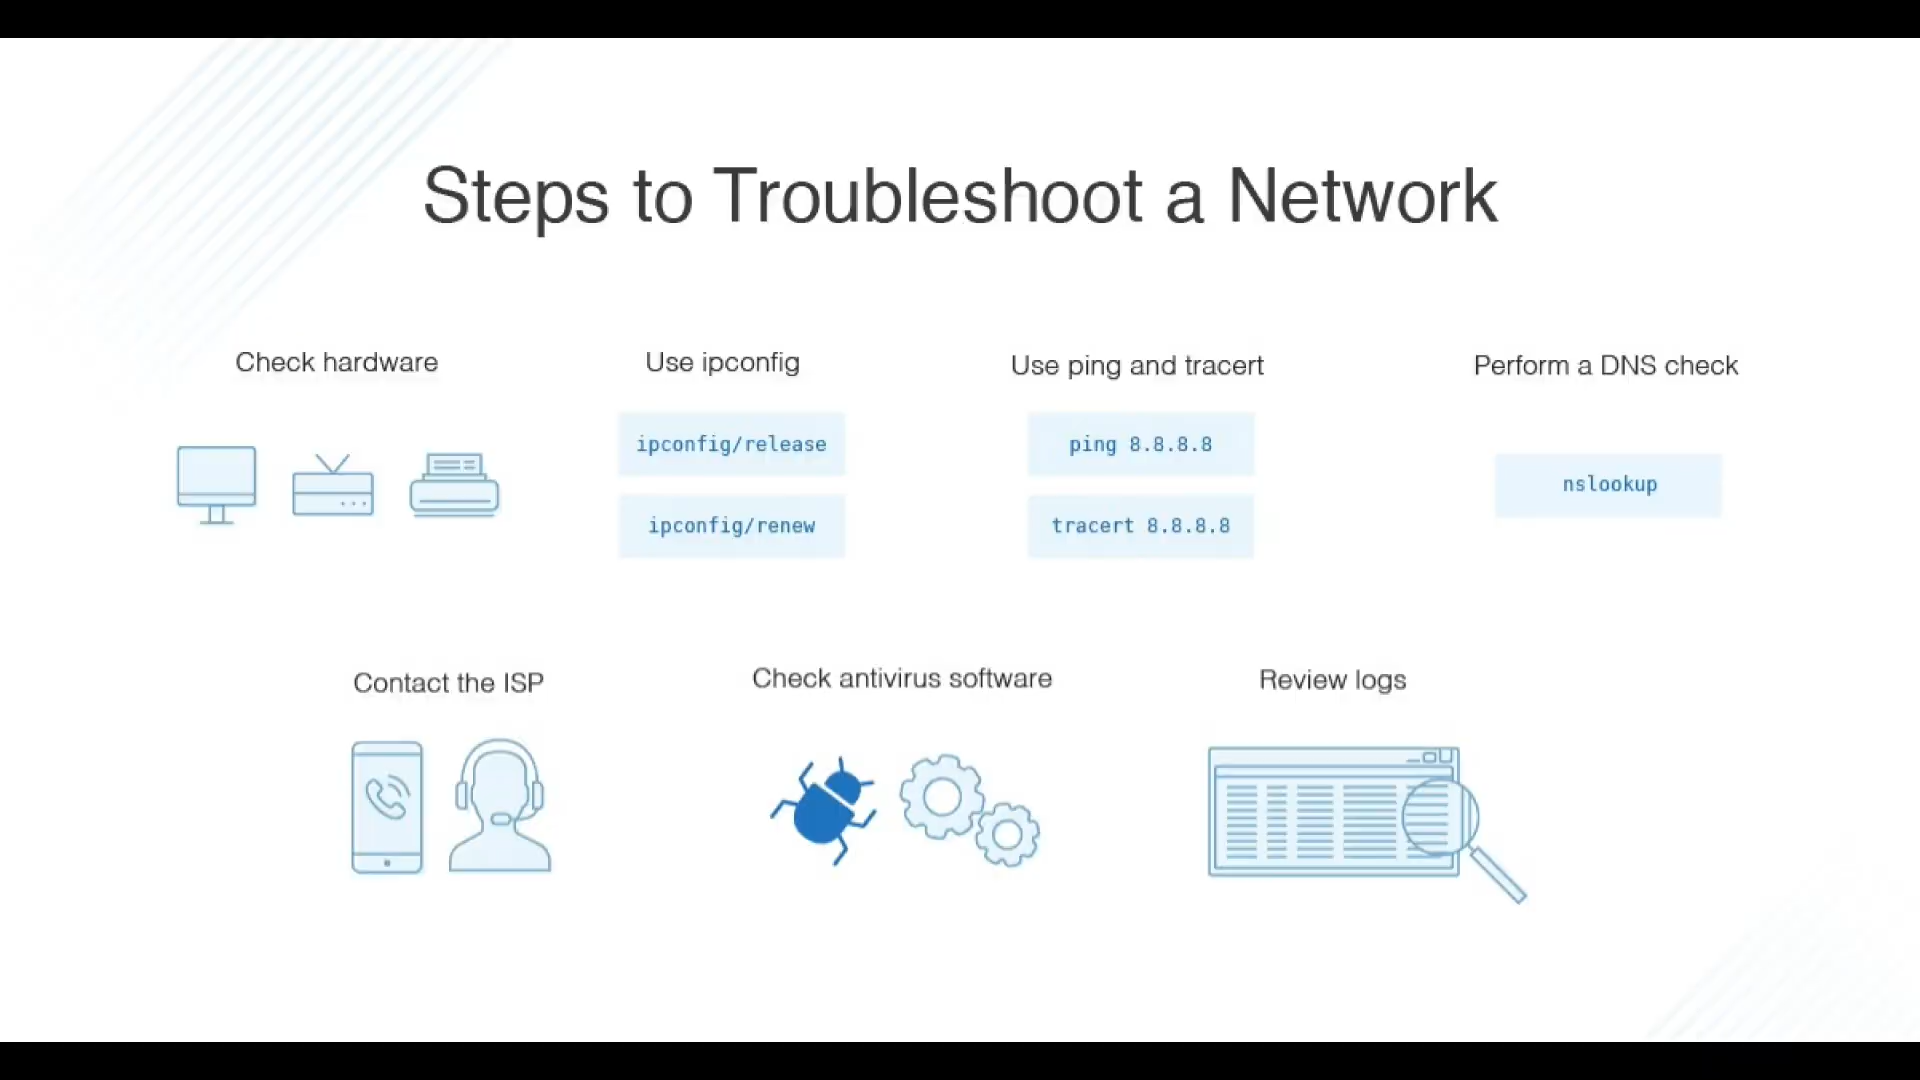 Steps to Troubleshoot a Network
Check hardware
Use ipconfig
ipconfig/release
ipconfig/renew
Use ping and tracert
ping 8.8.8.8
tracert 8.8.8.8
Perform a DNS check
nslookup
Contact the ISP
Check antivirus software
Review logs